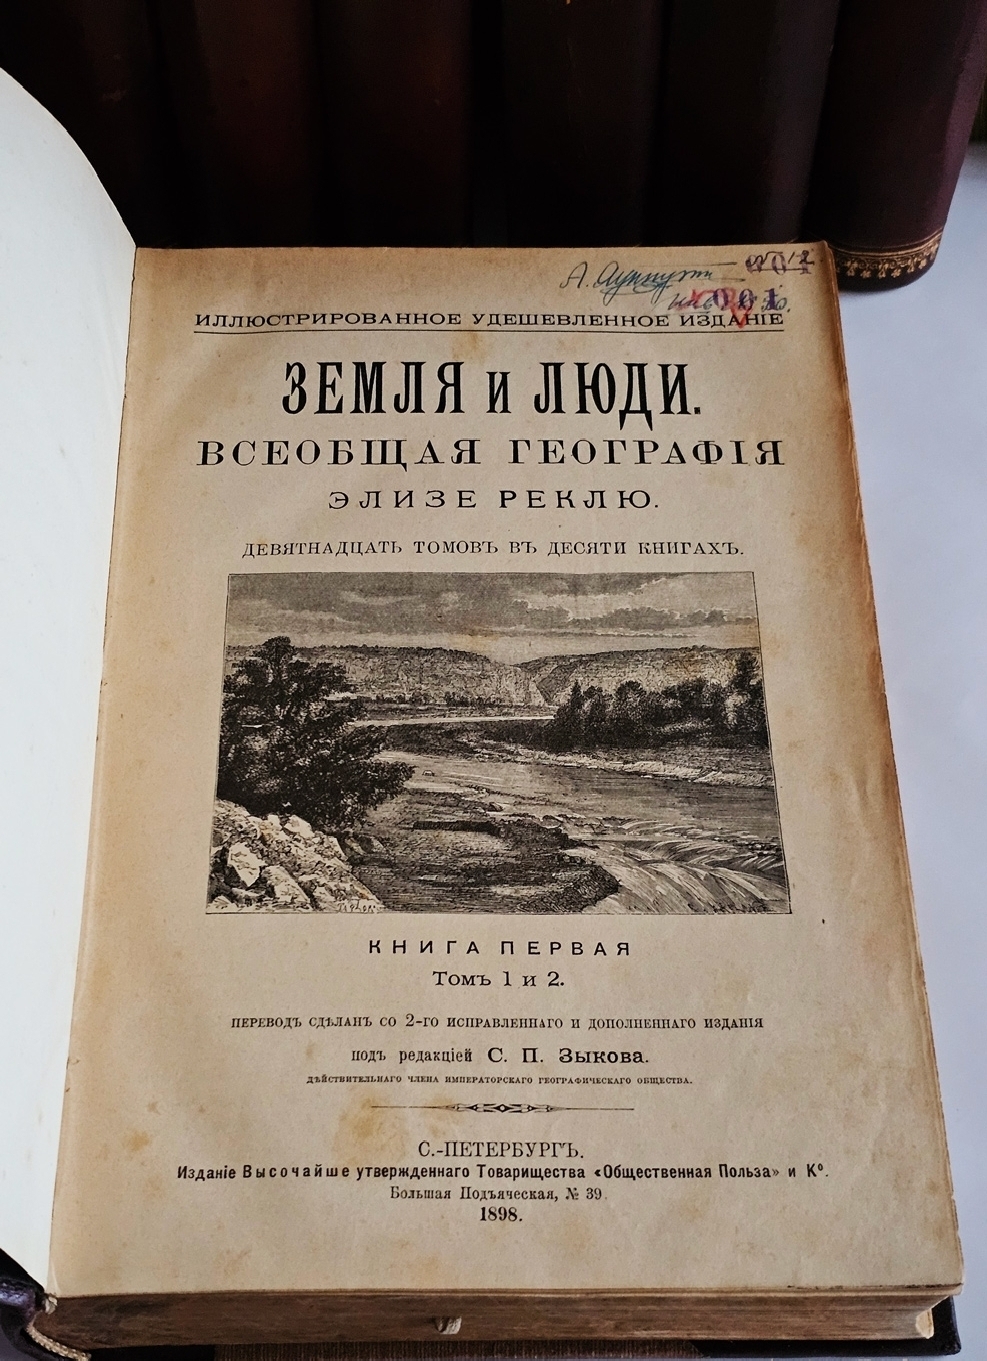 ИЛЛЮСТРИРОВАННОЕ УДЕШЕВЛЕННОЕ ИЗДАНІЕ
ЗЕМЛЯ И ЛЮДИ.
ВСЕОБЩАЯ ГЕОГРАФІЯ
ЭЛИЗЕ РЕКЛЮ.
ДЕВЯТНАДЦАТЬ ТОМОВЪ ВЪ ДЕСЯТИ КНИГАХЪ.
КНИГА ПЕРВАЯ
Томъ 1 и 2.
ПЕРЕВОДЪ СДѢЛАНЪ СО 2-ГО ИСПРАВЛЕННАГО И ДОПОЛНЕННАГО ИЗДАНІЯ
подъ редакціей С. П. Зыкова.
ДѢЙСТВИТЕЛЬНАГО ЧЛЕНА ИМПЕРАТОРСКАГО ГЕОГРАФИЧЕСКАГО ОБЩЕСТВА.
С.-ПЕТЕРБУРГЪ.
Изданіе Высочайше утвержденнаго Товарищества «Общественная Польза» и К°.
Большая Подъяческая, № 39.
1898.